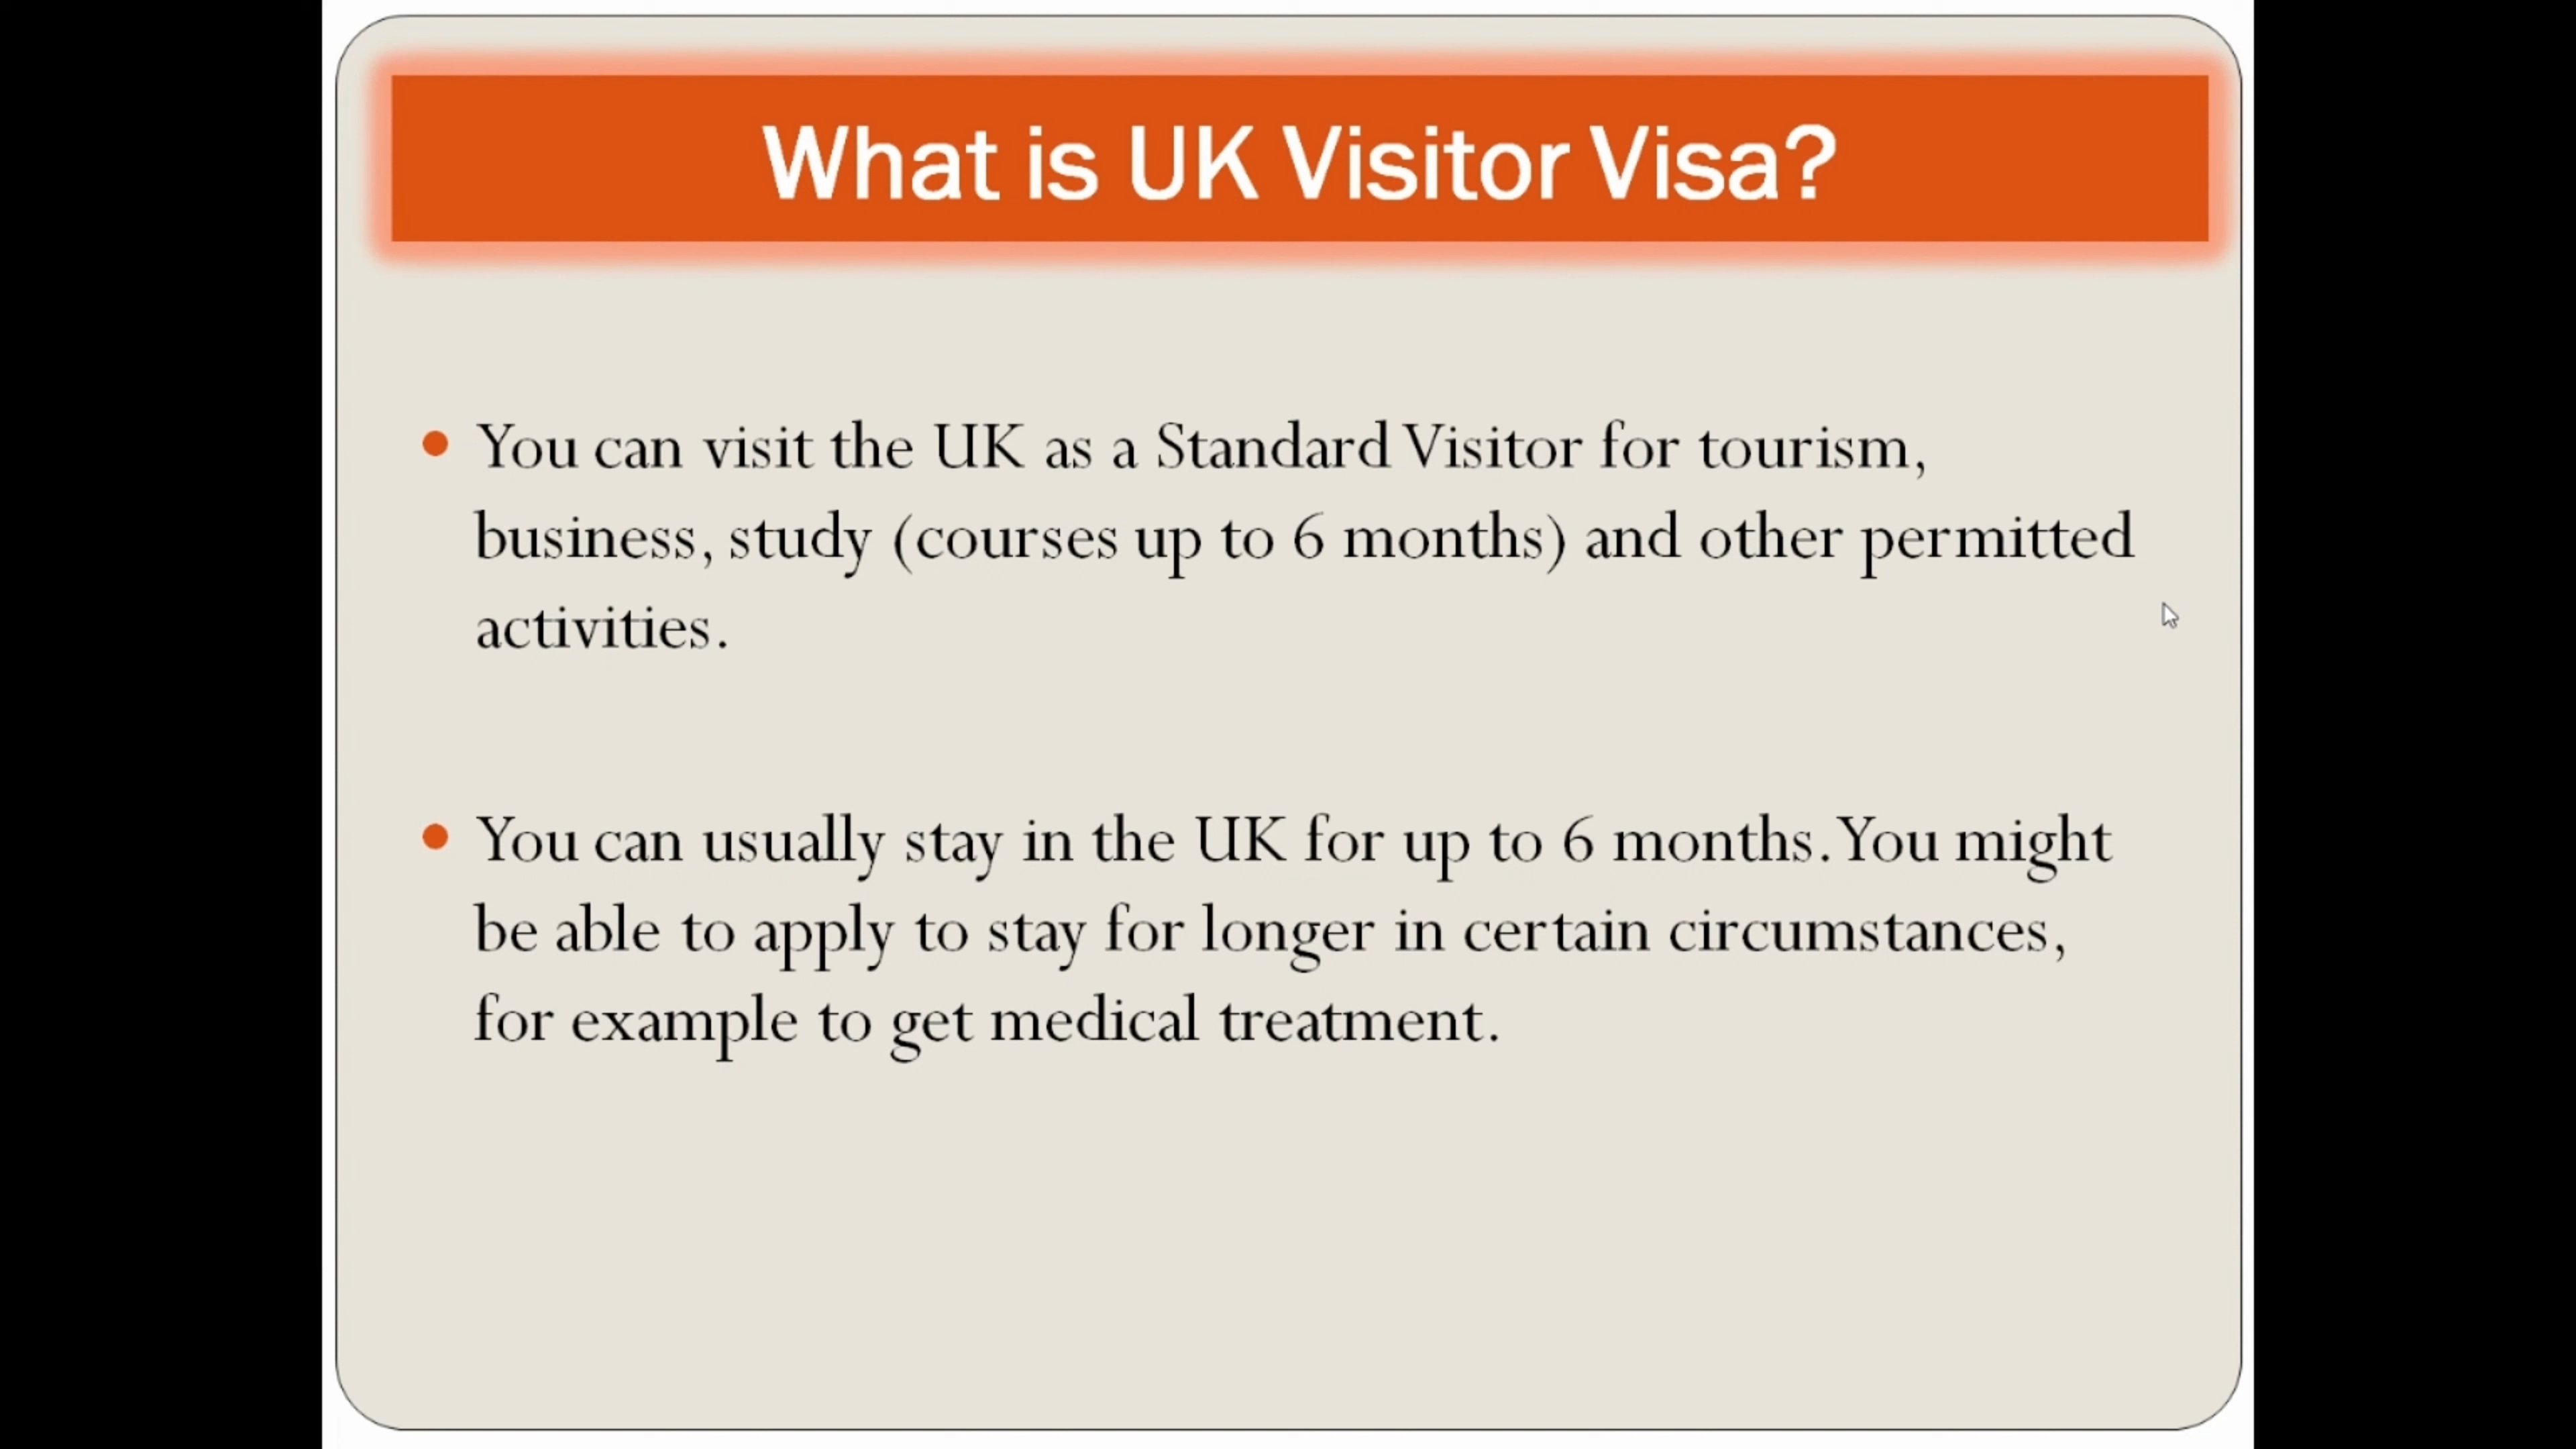 What is UK Visitor Visa?
You can visit the UK as a Standard Visitor for tourism,
business, study (courses up to 6 months) and other permitted
activities.
You can usually stay in the UK for up to 6 months. You might
be able to apply to stay for longer in certain circumstances,
for example to get medical treatment.